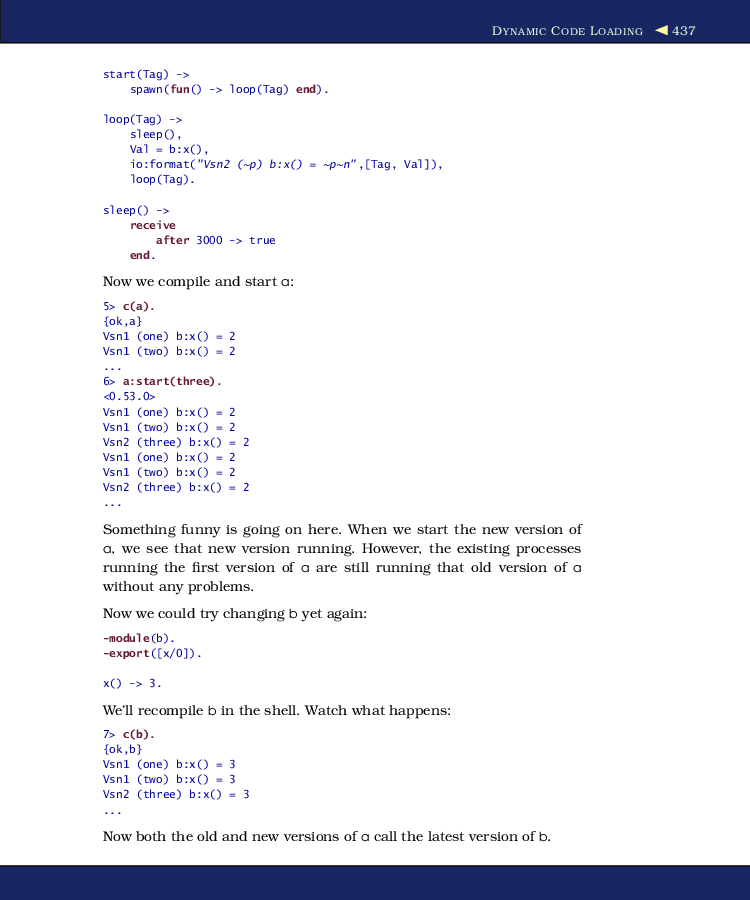 DYNAMIC CODE LOADING ◄ 437
start(Tag) ->
    spawn(fun() -> loop(Tag) end).

loop(Tag) ->
    sleep(),
    Val = b:x(),
    io:format("Vsn2 (~p) b:x() = ~p~n",[Tag, Val]),
    loop(Tag).

sleep() ->
    receive
        after 3000 -> true
    end.
Now we compile and start a:
5> c(a).
{ok,a}
Vsn1 (one) b:x() = 2
Vsn1 (two) b:x() = 2
...
6> a:start(three).
<0.53.0>
Vsn1 (one) b:x() = 2
Vsn1 (two) b:x() = 2
Vsn2 (three) b:x() = 2
Vsn1 (one) b:x() = 2
Vsn1 (two) b:x() = 2
Vsn2 (three) b:x() = 2
...
Something funny is going on here. When we start the new version of
a, we see that new version running. However, the existing processes
running the first version of a are still running that old version of a
without any problems.
Now we could try changing b yet again:
-module(b).
-export([x/0]).

x() -> 3.
We'll recompile b in the shell. Watch what happens:
7> c(b).
{ok,b}
Vsn1 (one) b:x() = 3
Vsn1 (two) b:x() = 3
Vsn2 (three) b:x() = 3
...
Now both the old and new versions of a call the latest version of b.